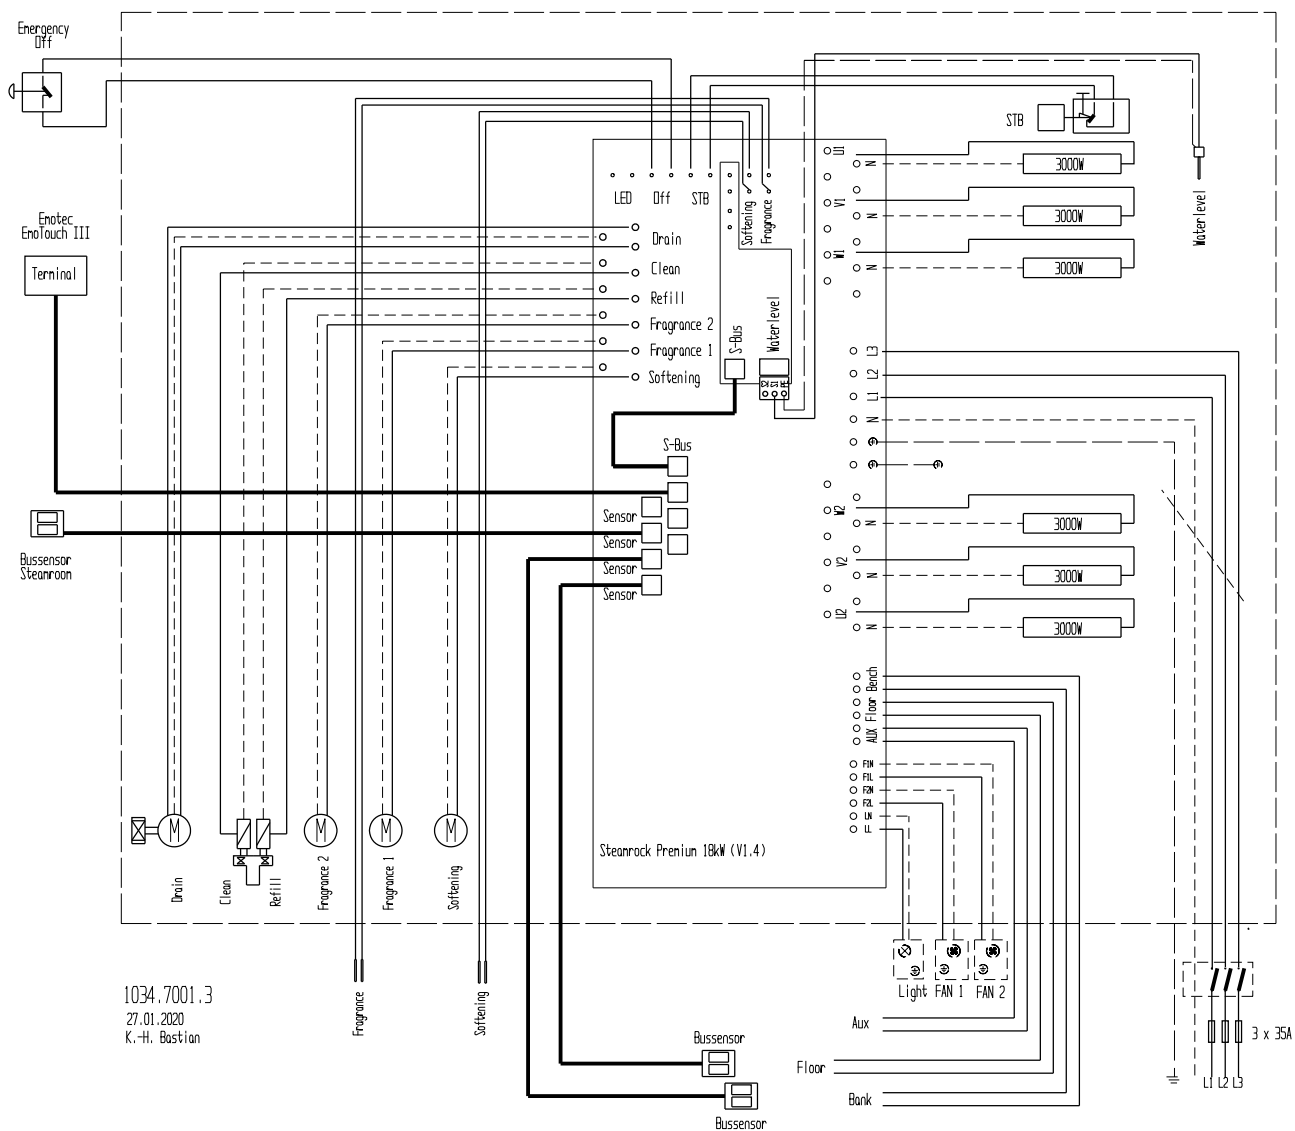 Emergency
Off
STB
U1
N
3000W
V1
N
3000W
W1
N
3000W
Waterlevel
LED
Off
STB
Softening
Fragrance
Emotec
EmoTouch III
Terminal
Drain
Clean
Refill
Fragrance 2
Fragrance 1
Softening
S-Bus
Waterlevel
S1
PE
L3
L2
L1
N
S-Bus
Sensor
Sensor
Sensor
Sensor
Bussensor
Steamroom
W2
N
3000W
V2
N
3000W
U2
N
3000W
Bench
Floor
AUX
F1N
F1L
F2N
F2L
LN
LL
Steamrock Premium 18kW (V1.4)
M
M
M
M
Drain
Clean
Refill
Fragrance 2
Fragrance 1
Softening
Light
FAN 1
FAN 2
1034.7001.3
27.01.2020
K.-H. Bastian
Fragrance
Softening
Aux
Floor
Bank
Bussensor
Bussensor
3 x 35A
L1 L2 L3